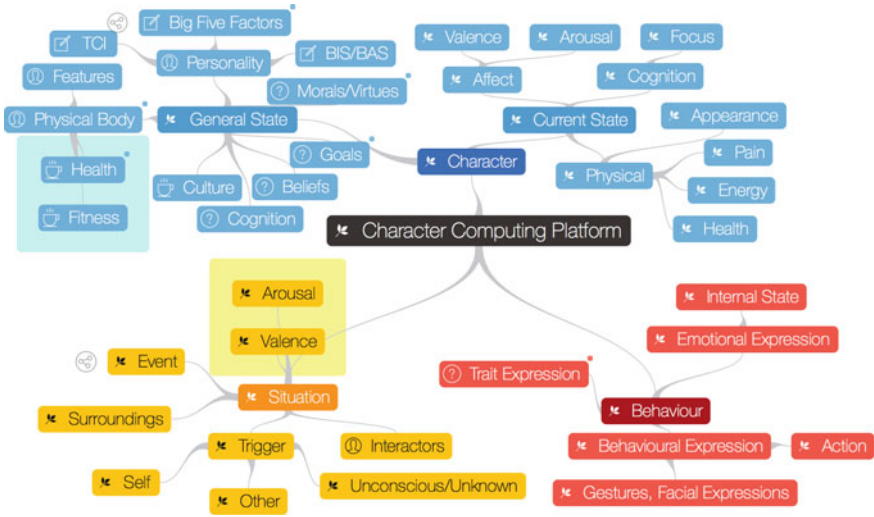 Big Five Factors
TCI
BIS/BAS
Personality
Features
Morals/Virtues
Physical Body
General State
Goals
Health
Culture
Beliefs
Fitness
Cognition
Valence
Arousal
Focus
Affect
Cognition
Current State
Appearance
Character
Pain
Physical
Energy
Health
Character Computing Platform
Arousal
Valence
Event
Situation
Surroundings
Trigger
Interactors
Self
Unconscious/Unknown
Other
Internal State
Emotional Expression
Trait Expression
Behaviour
Behavioural Expression
Action
Gestures, Facial Expressions